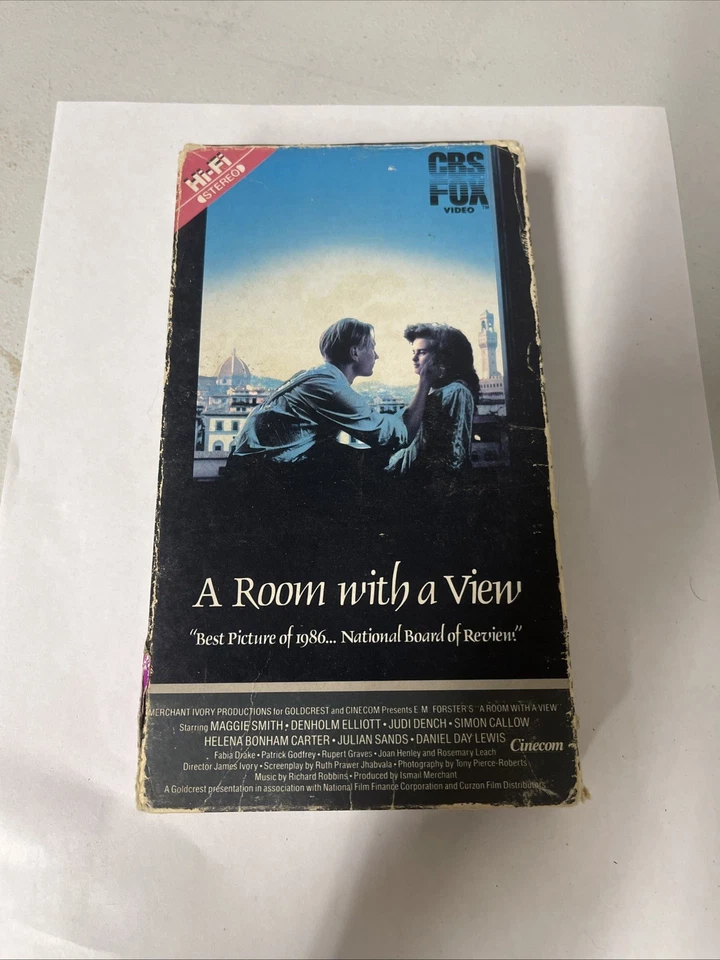 Hi-Fi
STEREO
CBS
FOX
VIDEO™
A Room with a View
"Best Picture of 1986... National Board of Review."
MERCHANT IVORY PRODUCTIONS for GOLDCREST and CINECOM Presents E. M. FORSTER'S "A ROOM WITH A VIEW"
Starring MAGGIE SMITH • DENHOLM ELLIOTT • JUDI DENCH • SIMON CALLOW
HELENA BONHAM CARTER • JULIAN SANDS • DANIEL DAY LEWIS
Cinecom
Fabia Drake • Patrick Godfrey • Rupert Graves • Joan Henley and Rosemary Leach
Director James Ivory • Screenplay by Ruth Prawer Jhabvala • Photography by Tony Pierce-Roberts
Music by Richard Robbins • Produced by Ismail Merchant
A Goldcrest presentation in association with National Film Finance Corporation and Curzon Film Distributors